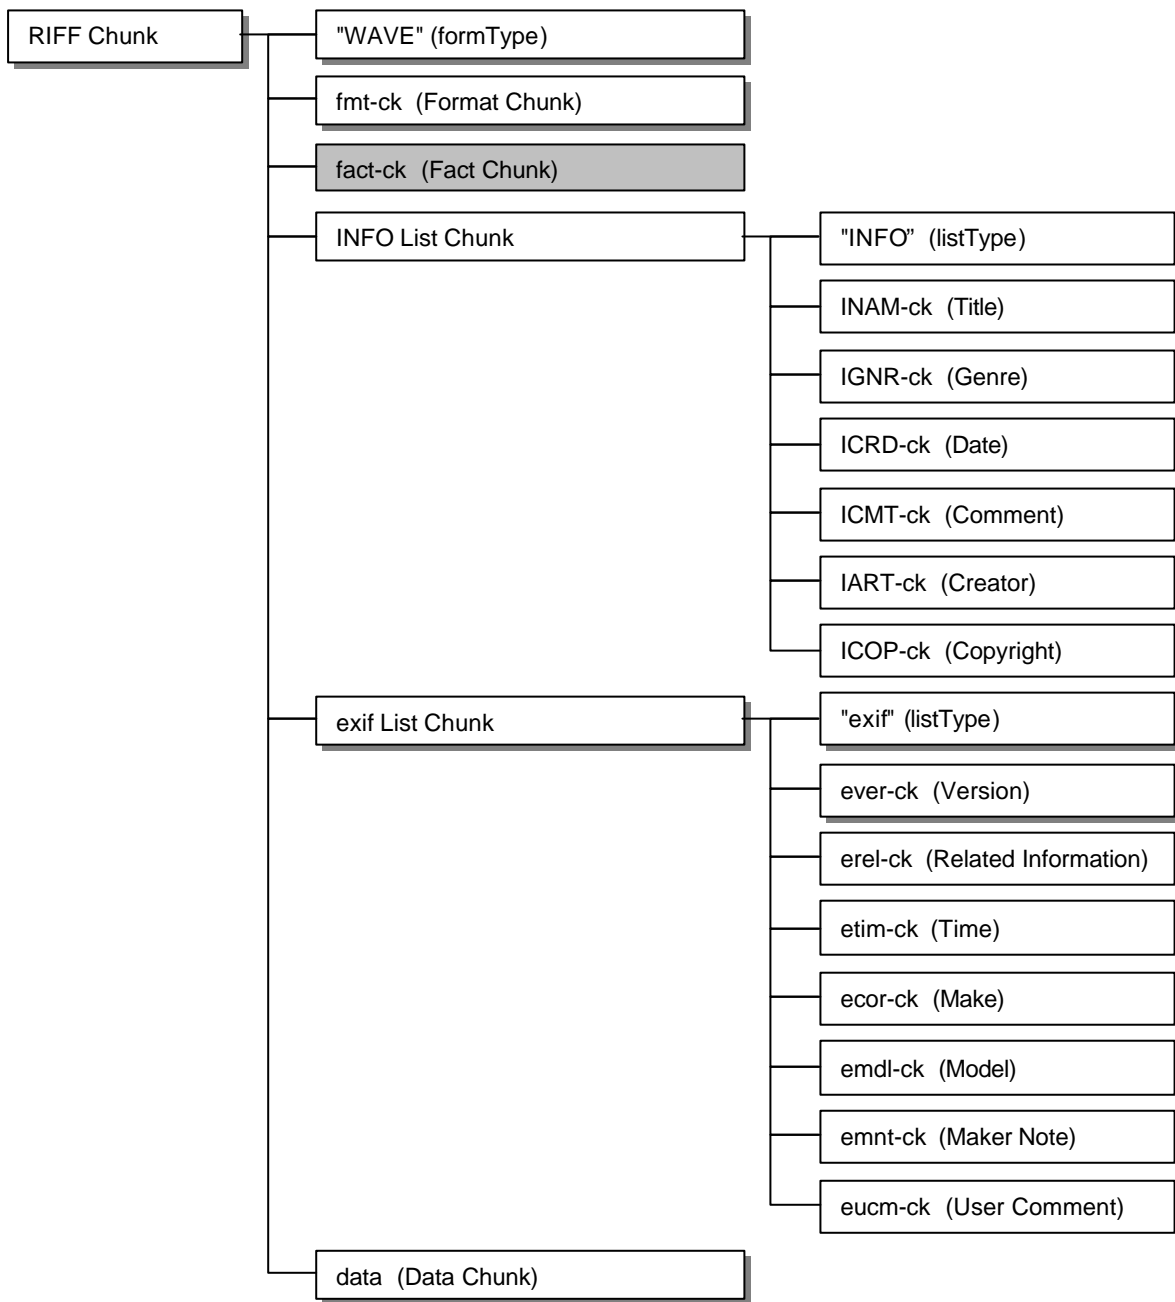 RIFF Chunk
"WAVE" (formType)
fmt-ck (Format Chunk)
fact-ck (Fact Chunk)
INFO List Chunk
"INFO” (listType)
INAM-ck (Title)
IGNR-ck (Genre)
ICRD-ck (Date)
ICMT-ck (Comment)
IART-ck (Creator)
ICOP-ck (Copyright)
exif List Chunk
"exif" (listType)
ever-ck (Version)
erel-ck (Related Information)
etim-ck (Time)
ecor-ck (Make)
emdl-ck (Model)
emnt-ck (Maker Note)
eucm-ck (User Comment)
data (Data Chunk)